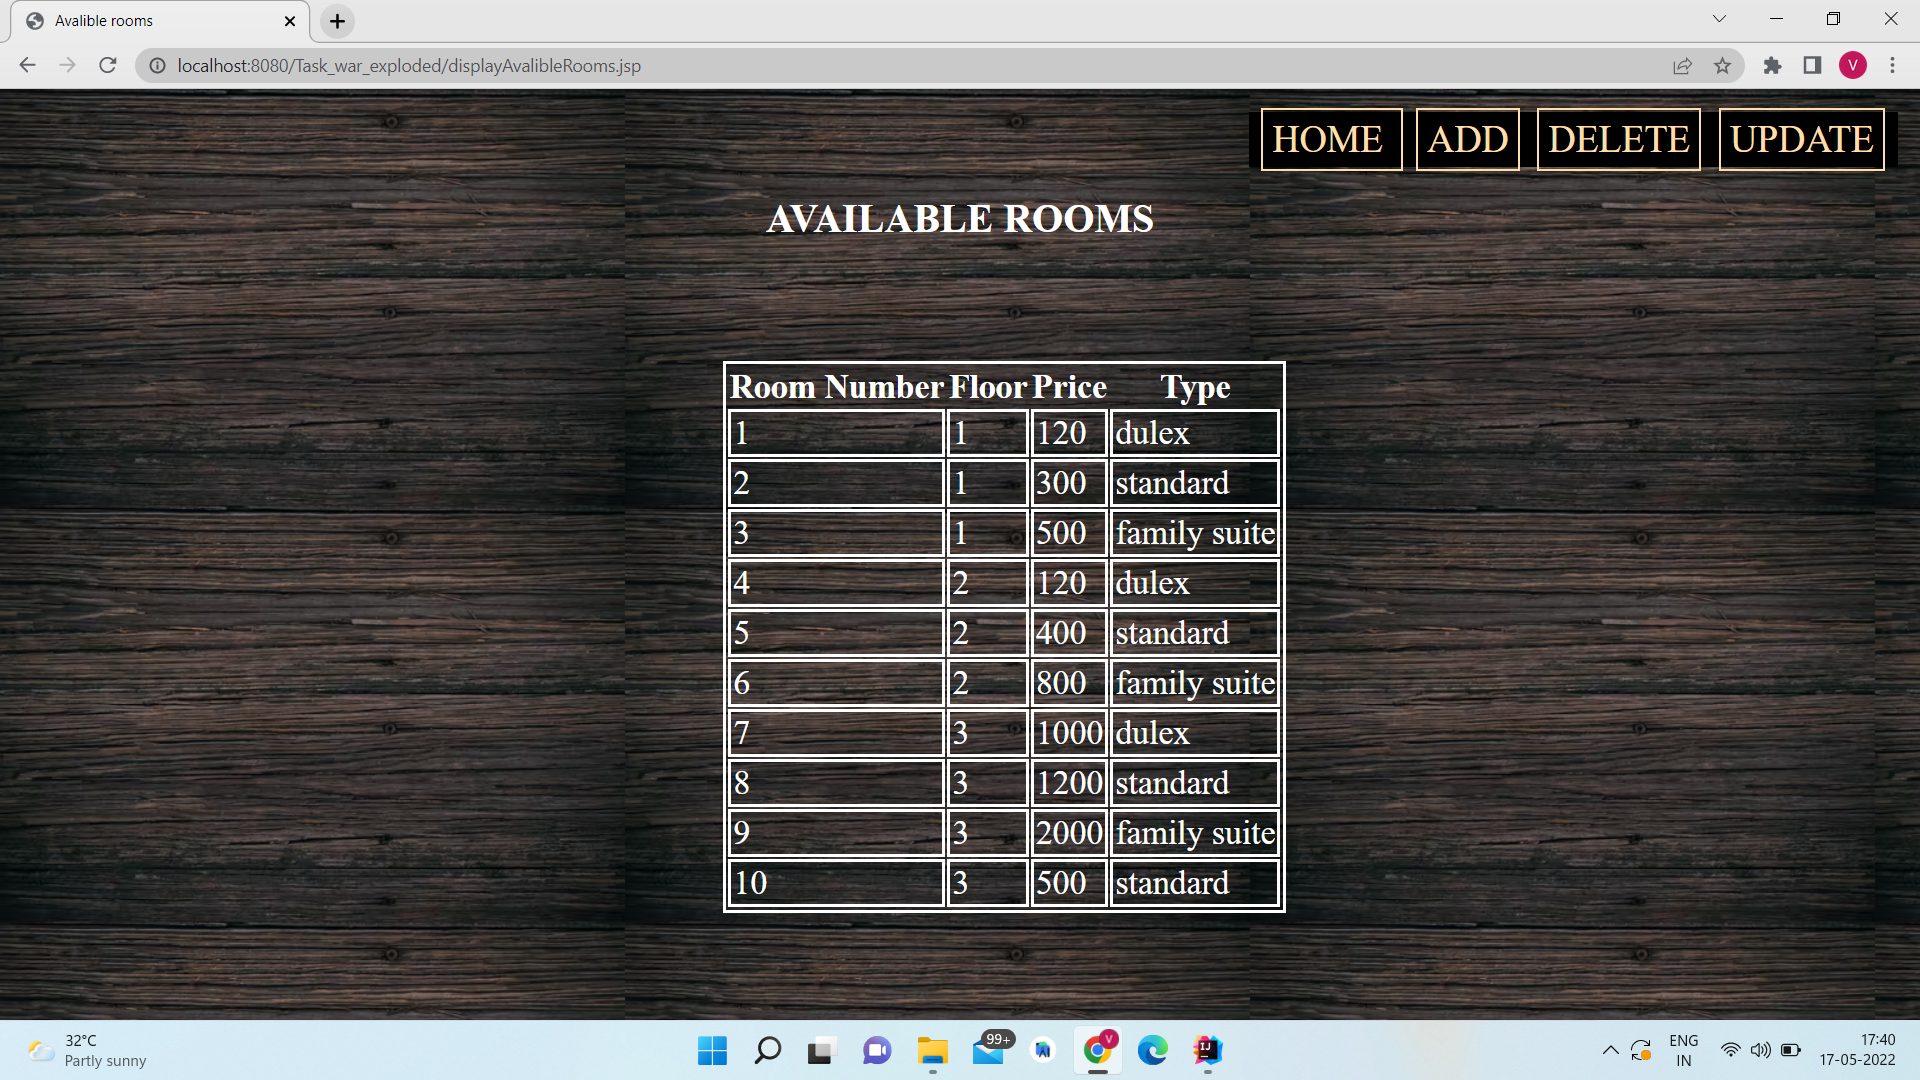 Avalible rooms
localhost:8080/Task_war_exploded/displayAvalibleRooms.jsp
V
HOME ADD DELETE UPDATE
AVAILABLE ROOMS
Room Number Floor Price Type
1 1 120 dulex
2 1 300 standard
3 1 500 family suite
4 2 120 dulex
5 2 400 standard
6 2 800 family suite
7 3 1000 dulex
8 3 1200 standard
9 3 2000 family suite
10 3 500 standard
32°C
Partly sunny
99+
V
IJ
ENG
IN
17:40
17-05-2022